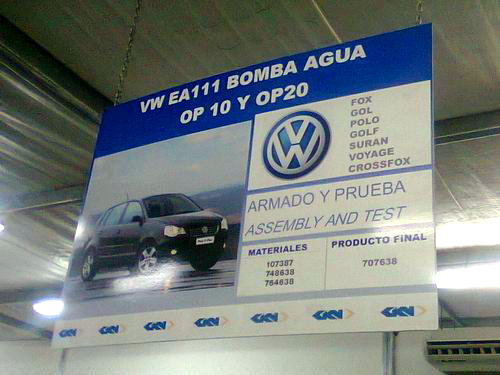 VW EA111 BOMBA AGUA
OP 10 Y OP20
FOX
GOL
POLO
GOLF
SURAN
VOYAGE
CROSSFOX
ARMADO Y PRUEBA
ASSEMBLY AND TEST
MATERIALES
107387
748638
764638
PRODUCTO FINAL
707638
GKN GKN GKN GKN GKN GKN GKN